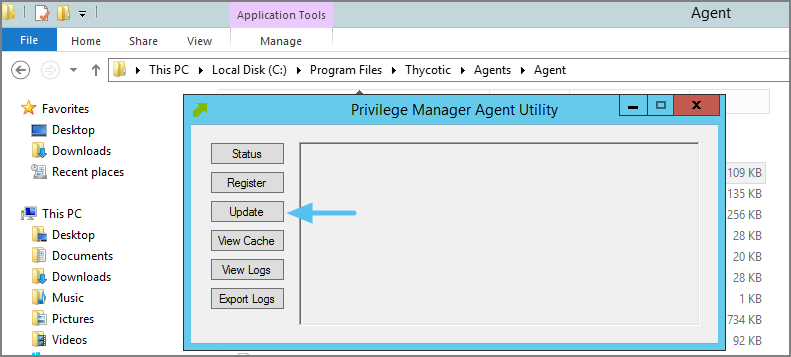 Application Tools
Agent
File
Home
Share
View
Manage
This PC
Local Disk (C:)
Program Files
Thycotic
Agents
Agent
Favorites
Desktop
Downloads
Recent places
This PC
Desktop
Documents
Downloads
Music
Pictures
Videos
Privilege Manager Agent Utility
X
Status
Register
Update
View Cache
View Logs
Export Logs
109 KB
135 KB
256 KB
28 KB
20 KB
28 KB
1 KB
734 KB
92 KB